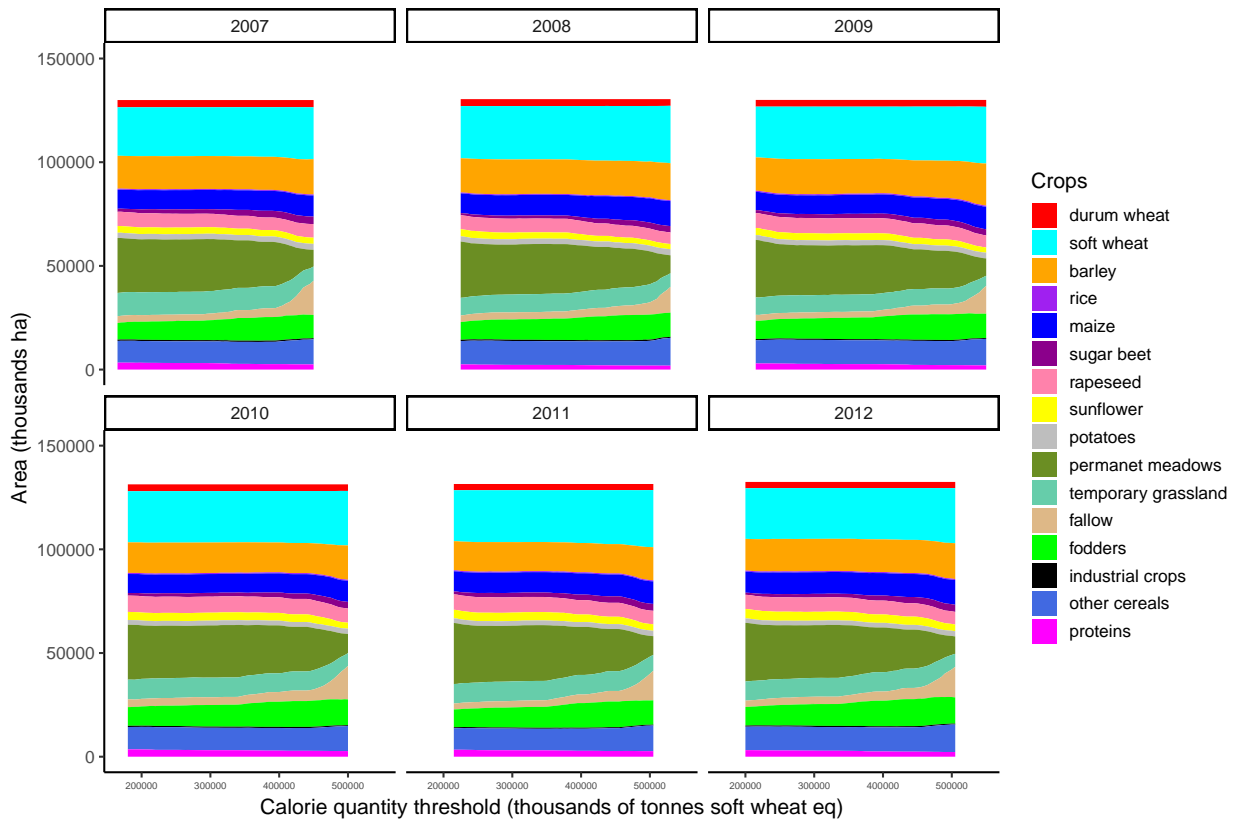 2007
2008
2009
150000
100000
50000
0
2010
2011
2012
150000
100000
50000
0
200000 300000 400000 500000
200000 300000 400000 500000
200000 300000 400000 500000
Area (thousands ha)
Calorie quantity threshold (thousands of tonnes soft wheat eq)
Crops
durum wheat
soft wheat
barley
rice
maize
sugar beet
rapeseed
sunflower
potatoes
permanet meadows
temporary grassland
fallow
fodders
industrial crops
other cereals
proteins